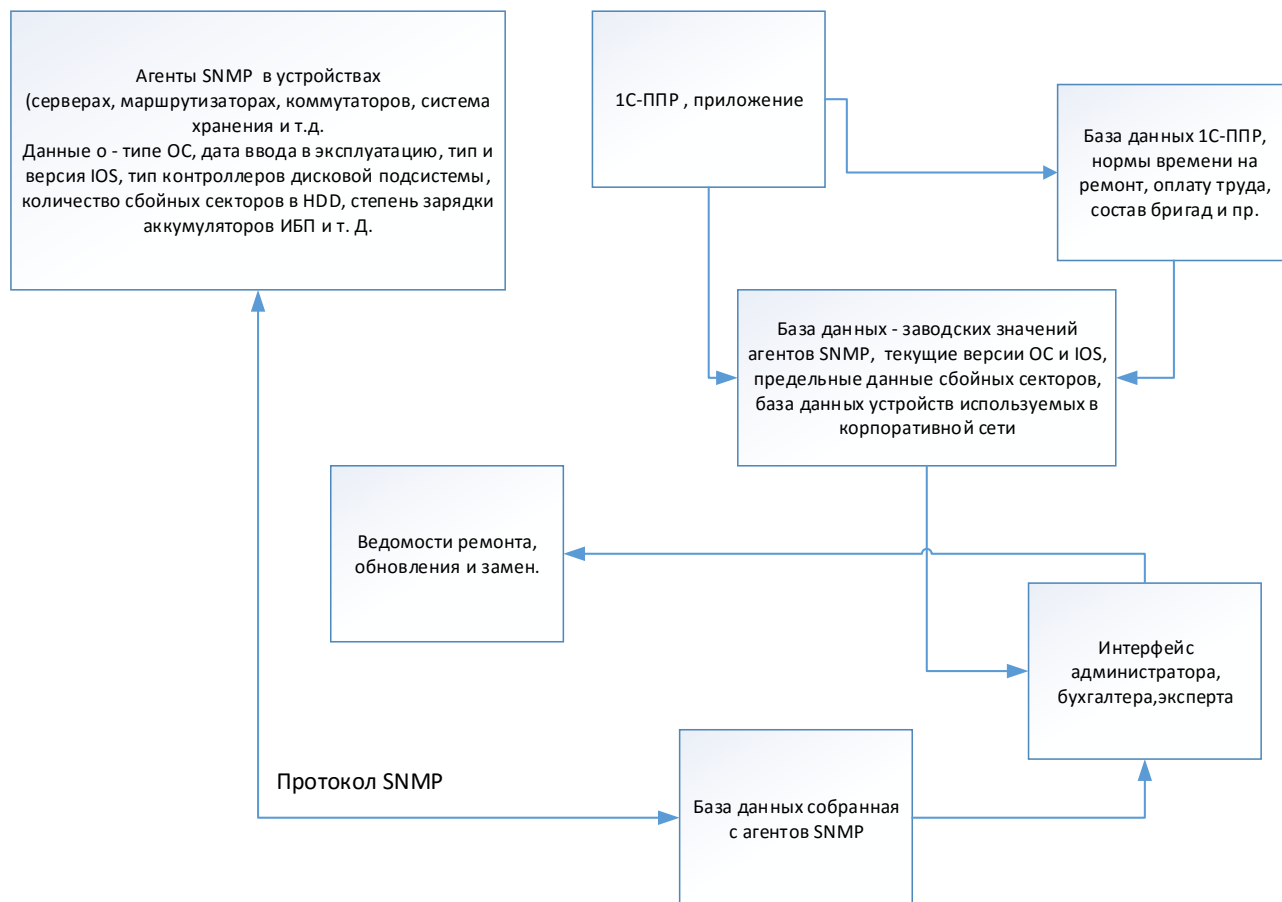 Агенты SNMP в устройствах
(серверах, маршрутизаторах, коммутаторов, система
хранения и т.д.
Данные о - типе ОС, дата ввода в эксплуатацию, тип и
версия IOS, тип контроллеров дисковой подсистемы,
количество сбойных секторов в HDD, степень зарядки
аккумуляторов ИБП и т. Д.
1С-ППР , приложение
База данных 1С-ППР,
нормы времени на
ремонт, оплату труда,
состав бригад и пр.
База данных - заводских значений
агентов SNMP, текущие версии ОС и IOS,
предельные данные сбойных секторов,
база данных устройств используемых в
корпоративной сети
Ведомости ремонта,
обновления и замен.
Интерфейс
администратора,
бухгалтера,эксперта
Протокол SNMP
База данных собранная
с агентов SNMP